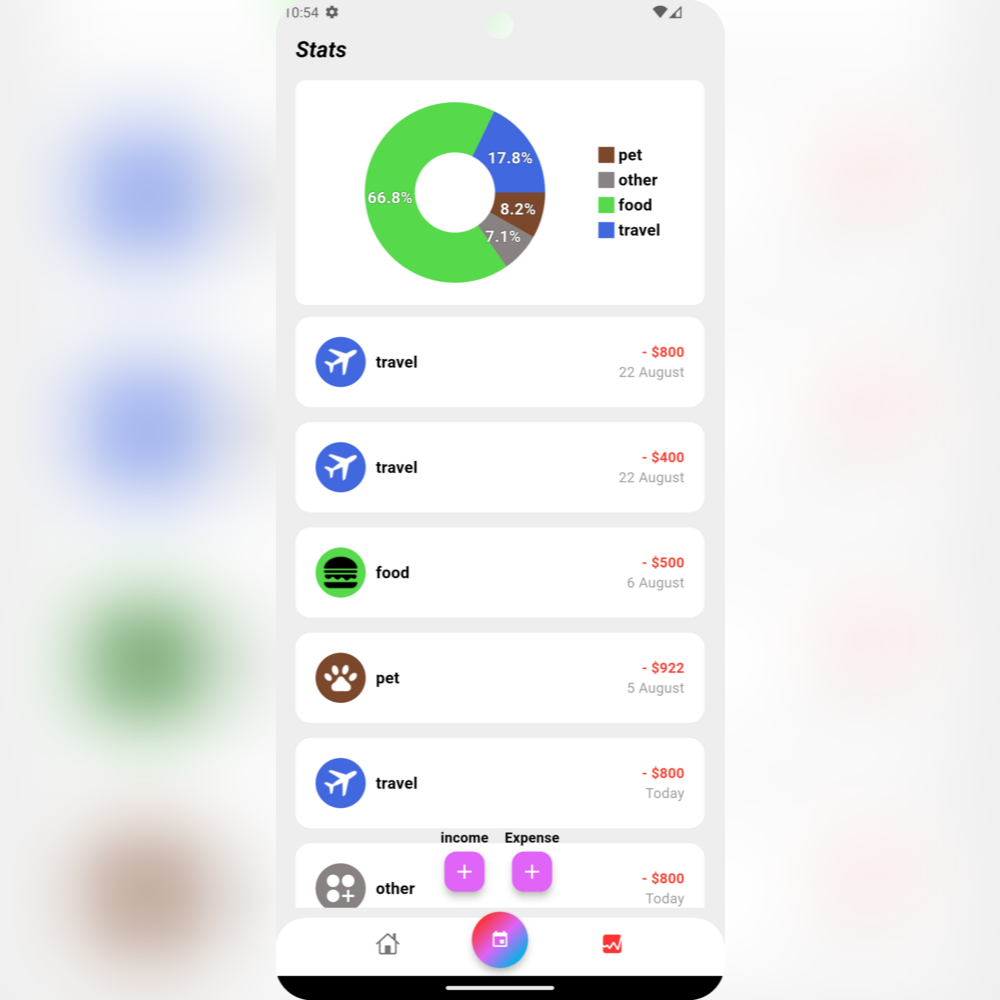 10:54
Stats
17.8%
66.8%
8.2%
7.1%
pet
other
food
travel
travel
- $800
22 August
travel
- $400
22 August
food
- $500
6 August
pet
- $922
5 August
travel
- $800
Today
income Expense
other
- $800
Today